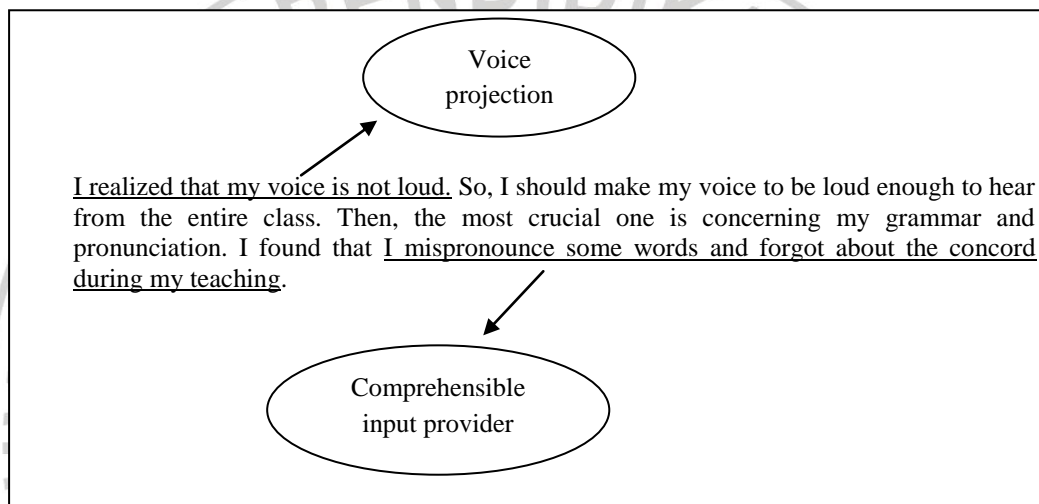 Voice
projection
I realized that my voice is not loud. So, I should make my voice to be loud enough to hear
from the entire class. Then, the most crucial one is concerning my grammar and
pronunciation. I found that I mispronounce some words and forgot about the concord
during my teaching.
Comprehensible
input provider